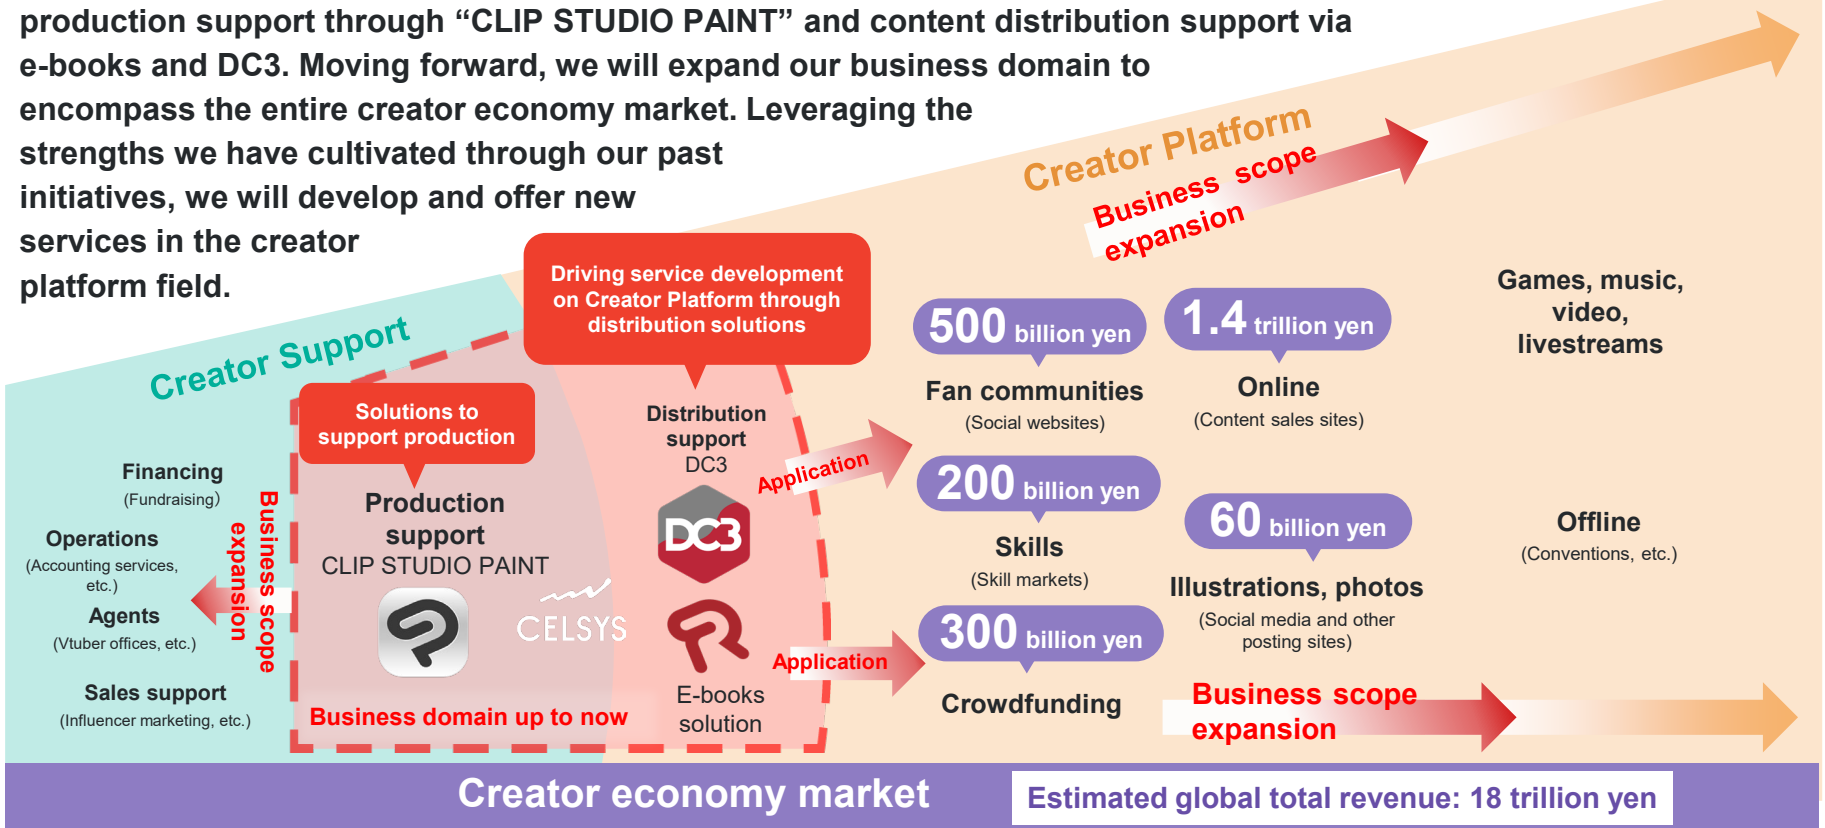 production support through “CLIP STUDIO PAINT” and content distribution support via
e-books and DC3. Moving forward, we will expand our business domain to
encompass the entire creator economy market. Leveraging the
strengths we have cultivated through our past
initiatives, we will develop and offer new
services in the creator
platform field.
Creator Platform
Business scope
expansion
Creator Support
Driving service development
on Creator Platform through
distribution solutions
Solutions to
support production
Financing
(Fundraising)
Operations
(Accounting services,
etc.)
Agents
(Vtuber offices, etc.)
Sales support
(Influencer marketing, etc.)
Business scope
expansion
Production
support
CLIP STUDIO PAINT
CELSYS
Business domain up to now
Distribution
support
DC3
DC3
E-books
solution
Application
Application
500 billion yen
Fan communities
(Social websites)
200 billion yen
Skills
(Skill markets)
300 billion yen
Crowdfunding
1.4 trillion yen
Online
(Content sales sites)
60 billion yen
Illustrations, photos
(Social media and other
posting sites)
Games, music,
video,
livestreams
Offline
(Conventions, etc.)
Business scope
expansion
Creator economy market
Estimated global total revenue: 18 trillion yen